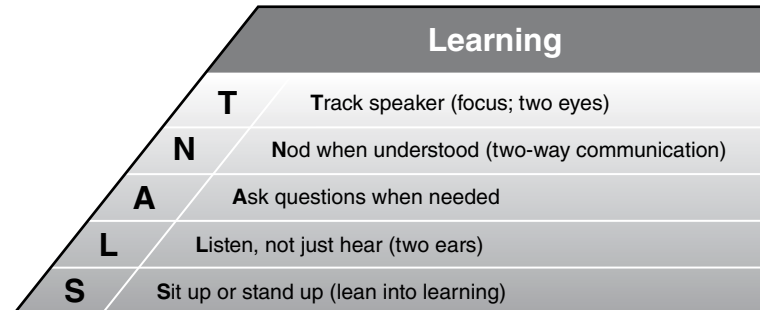 Learning
T Track speaker (focus; two eyes)
N Nod when understood (two-way communication)
A Ask questions when needed
L Listen, not just hear (two ears)
S Sit up or stand up (lean into learning)